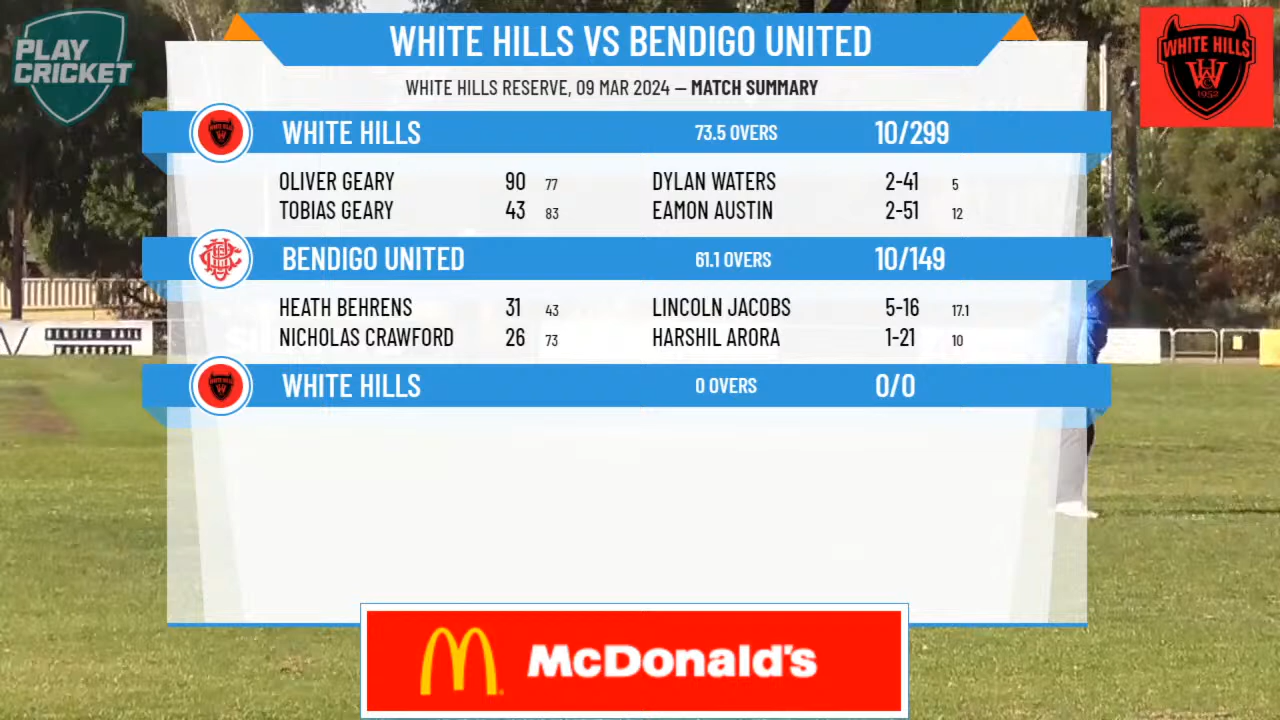 PLAY
CRICKET
WHITE HILLS VS BENDIGO UNITED
WHITE HILLS
1952
WHITE HILLS RESERVE, 09 MAR 2024 – MATCH SUMMARY
WHITE HILLS 73.5 OVERS 10/299
OLIVER GEARY 90 77 DYLAN WATERS 2-41 5
TOBIAS GEARY 43 83 EAMON AUSTIN 2-51 12
BENDIGO UNITED 61.1 OVERS 10/149
HEATH BEHRENS 31 43 LINCOLN JACOBS 5-16 17.1
NICHOLAS CRAWFORD 26 73 HARSHIL ARORA 1-21 10
WHITE HILLS 0 OVERS 0/0
McDonald's